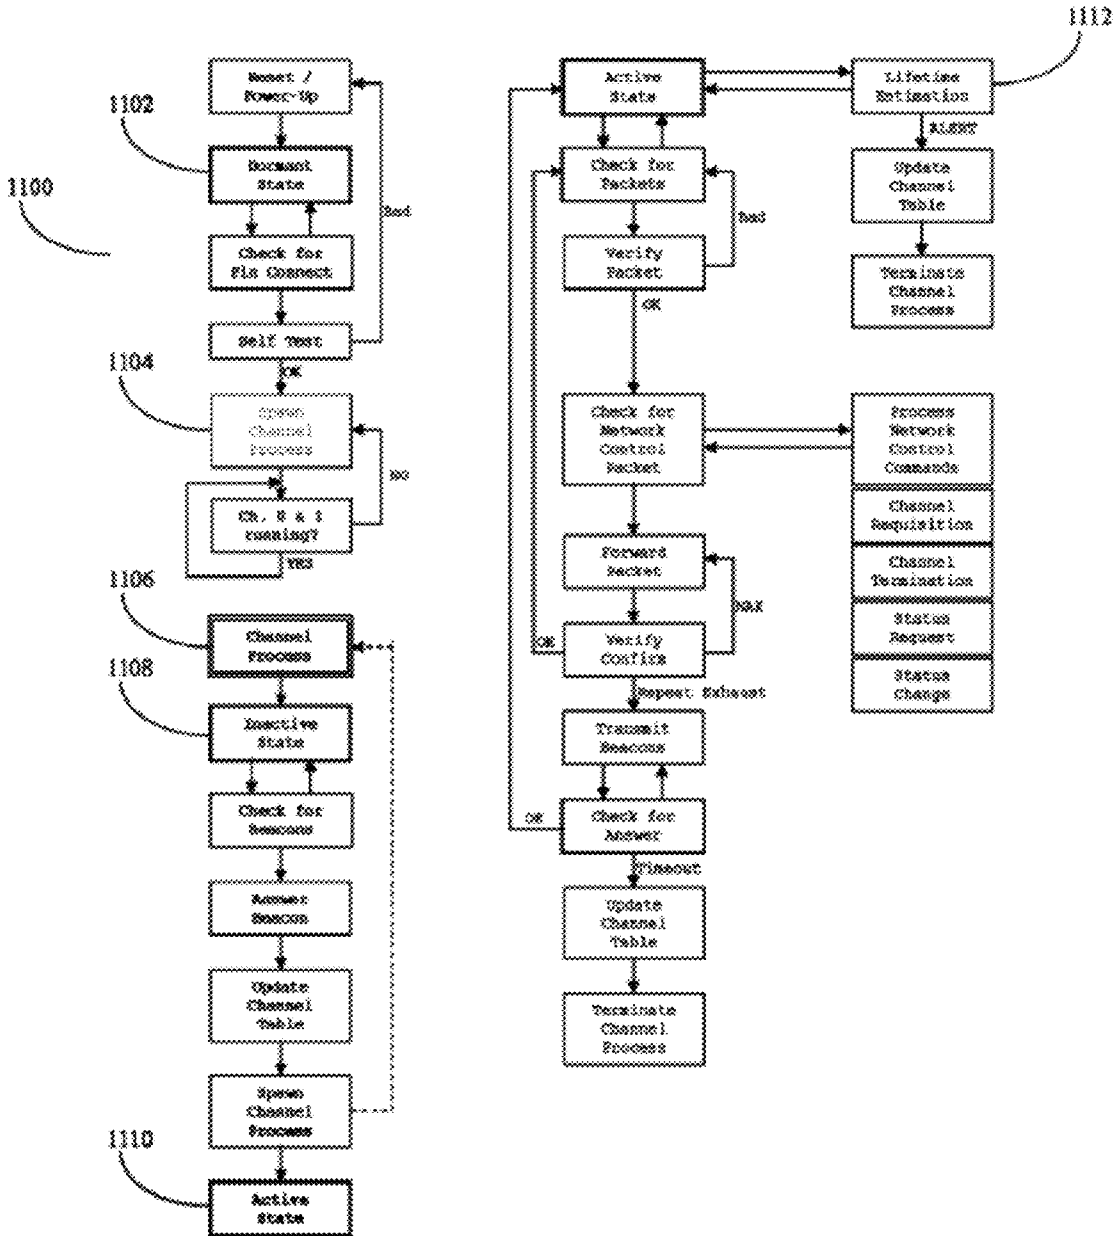 1112
Reset /
Power-Up
1102
Dormant
State
1100
Bad
Check for
Pin Connect
Self Test
1104
OK
Spawn
Channel
Process
NO
Ch. 0 & 1
running?
YES
1106
Channel
Process
1108
Inactive
State
Check for
Beacons
Answer
Beacon
Update
Channel
Table
Spawn
Channel
Process
1110
Active
State
Active
State
Check for
Packets
Bad
Verify
Packet
OK
Check for
Network
Control
Packet
Forward
Packet
NAK
OK
Verify
Confirm
Repeat Exhaust
Transmit
Beacons
OK
Check for
Answer
Timeout
Update
Channel
Table
Terminate
Channel
Process
Lifetime
Estimation
ALERT
Update
Channel
Table
Terminate
Channel
Process
Process
Network
Control
Commands
Channel
Requisition
Channel
Termination
Status
Request
Status
Change